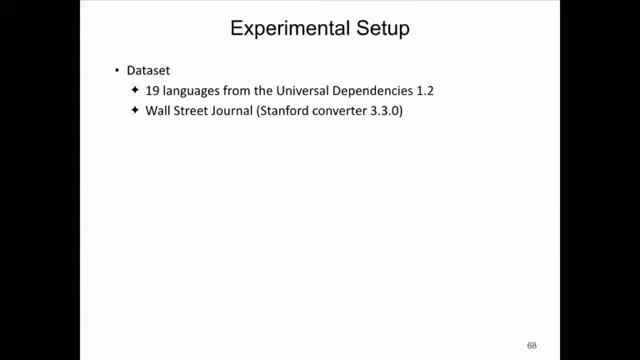 Experimental Setup
• Dataset
✦ 19 languages from the Universal Dependencies 1.2
✦ Wall Street Journal (Stanford converter 3.3.0)
68